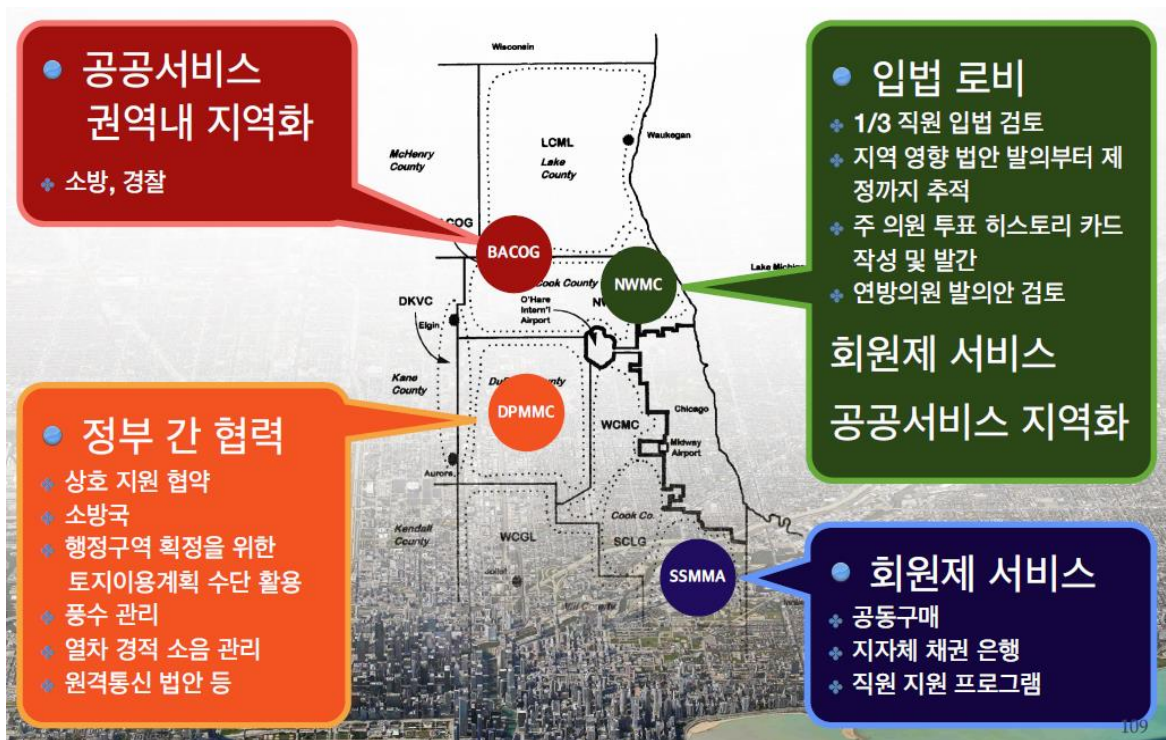 공공서비스
권역내 지역화
소방, 경찰
입법 로비
1/3 직원 입법 검토
지역 영향 법안 발의부터 제
정까지 추적
주 의원 투표 히스토리 카드
작성 및 발간
연방의원 발의안 검토
회원제 서비스
공공서비스 지역화
정부 간 협력
상호 지원 협약
소방국
행정구역 획정을 위한
토지이용계획 수단 활용
풍수 관리
열차 경적 소음 관리
원격통신 법안 등
회원제 서비스
공동구매
지자체 채권 은행
직원 지원 프로그램
Wisconsin
Waukegan
LCML
Lake
County
McHenry
County
BACOG
NWMC
Cook County
O'Hare
Intern'l
Airport
DKVC
Elgin
Kane
County
DPMMC
WCMC
Chicago
Midway
Airport
Aurora
Kendall
County
WCGL
Cook Co.
SCLG
SSMMA
109